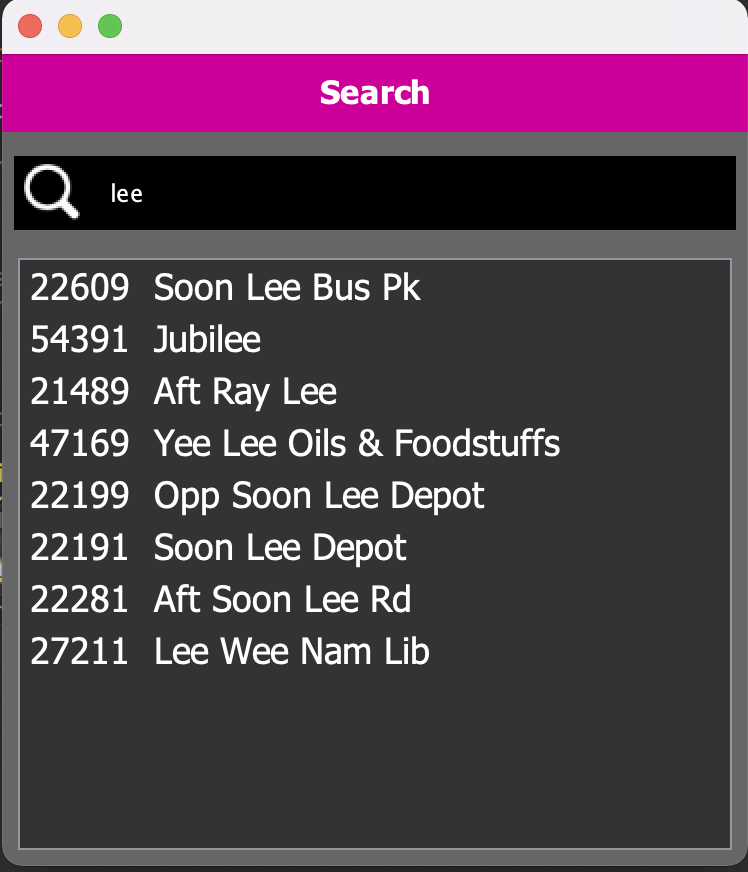 Search
lee
22609 Soon Lee Bus Pk
54391 Jubilee
21489 Aft Ray Lee
47169 Yee Lee Oils & Foodstuffs
22199 Opp Soon Lee Depot
22191 Soon Lee Depot
22281 Aft Soon Lee Rd
27211 Lee Wee Nam Lib